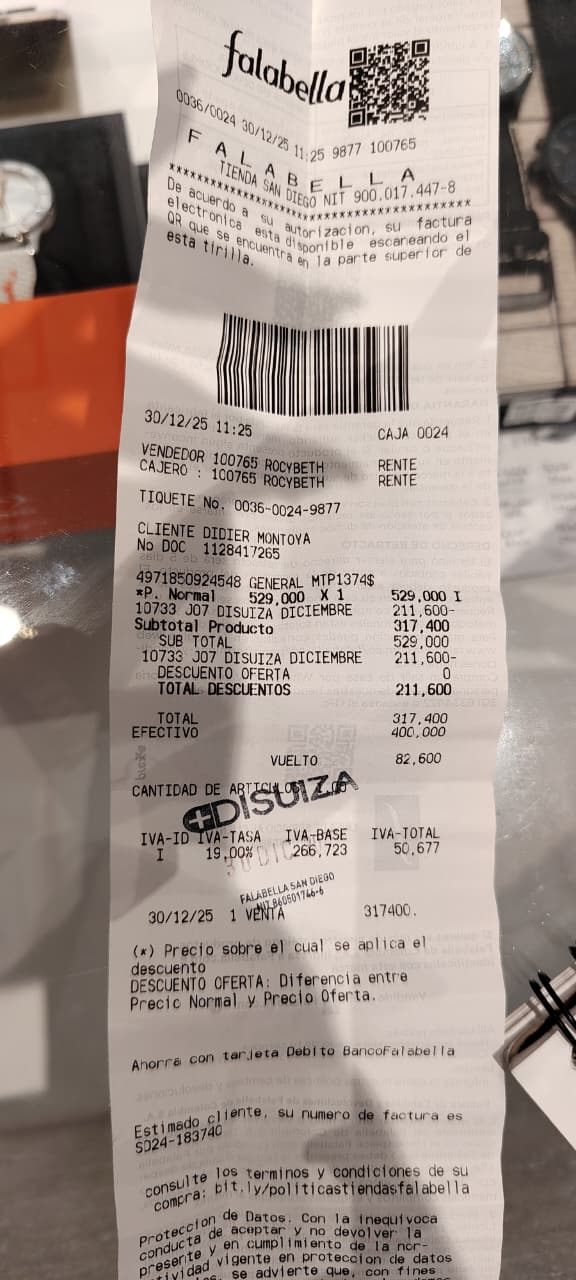 falabella
0036/0024 30/12/25 11:25 9877 100765
F A L A B E L L A
TIENDA SAN DIEGO NIT 900.017.447-8
****************************************
De acuerdo a su autorizacion, su factura
electronica esta disponible escaneando el
QR que se encuentra en la parte superior de
esta tirilla.
30/12/25 11:25 CAJA 0024
VENDEDOR 100765 ROCYBETH RENTE
CAJERO : 100765 ROCYBETH RENTE
TIQUETE No. 0036-0024-9877
CLIENTE DIDIER MONTOYA
No DOC 1128417265
4971850924548 GENERAL MTP1374$
*P. Normal 529,000 X 1 529,000 I
10733 J07 DISUIZA DICIEMBRE 211,600-
Subtotal Producto 317,400
SUB TOTAL 529,000
10733 J07 DISUIZA DICIEMBRE 211,600-
DESCUENTO OFERTA 0
TOTAL DESCUENTOS 211,600
TOTAL 317,400
EFECTIVO 400,000
VUELTO 82,600
CANTIDAD DE
DISUIZA
IVA-ID IVA-TASA IVA-BASE IVA-TOTAL
I 19,00% 266,723 50,677
30 DIC
FALABELLA SAN DIEGO
NIT 860501746-6
30/12/25 1 VENTA 317400.
(*) Precio sobre el cual se aplica el
descuento
DESCUENTO OFERTA: Diferencia entre
Precio Normal y Precio Oferta.
Ahorra con tarjeta Debito BancoFalabella
Estimado cliente, su numero de factura es
SD24-183740
consulte los terminos y condiciones de su
compra: bit.ly/politicastiendasfalabella
Proteccion de Datos. Con la inequivoca
conducta de aceptar y no devolver la
presente y en cumplimiento de la nor-
tividad vigente en proteccion de datos
se advierte que, con fines